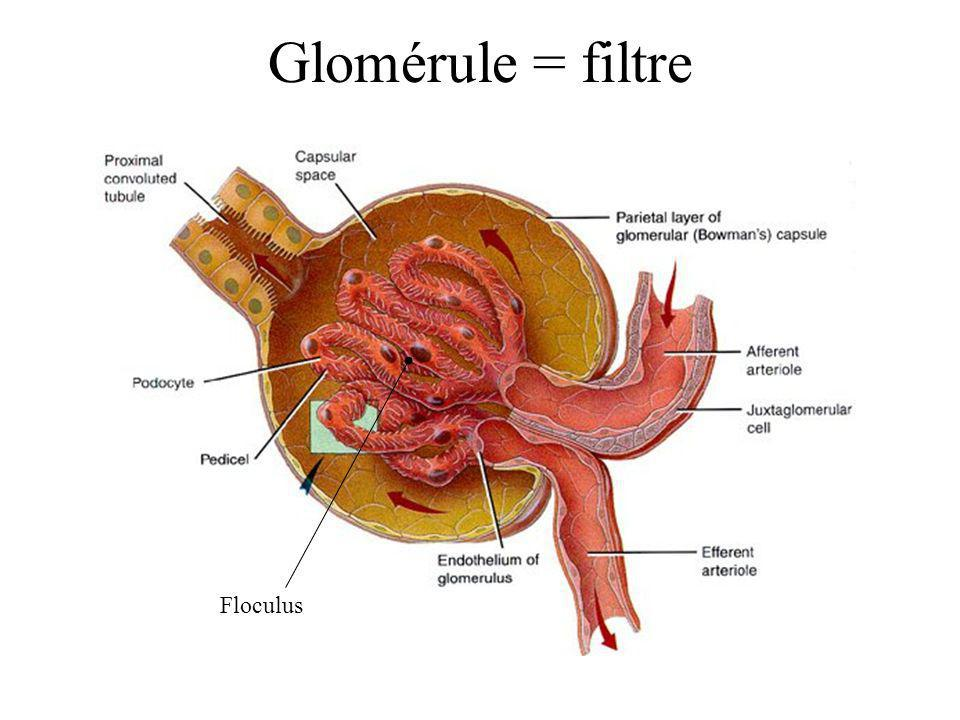 Glomérule = filtre
Proximal
convoluted
tubule
Capsular
space
Parietal layer of
glomerular (Bowman's) capsule
Afferent
arteriole
Podocyte
Juxtaglomerular
cell
Pedicel
Endothelium of
glomerulus
Efferent
arteriole
Floculus